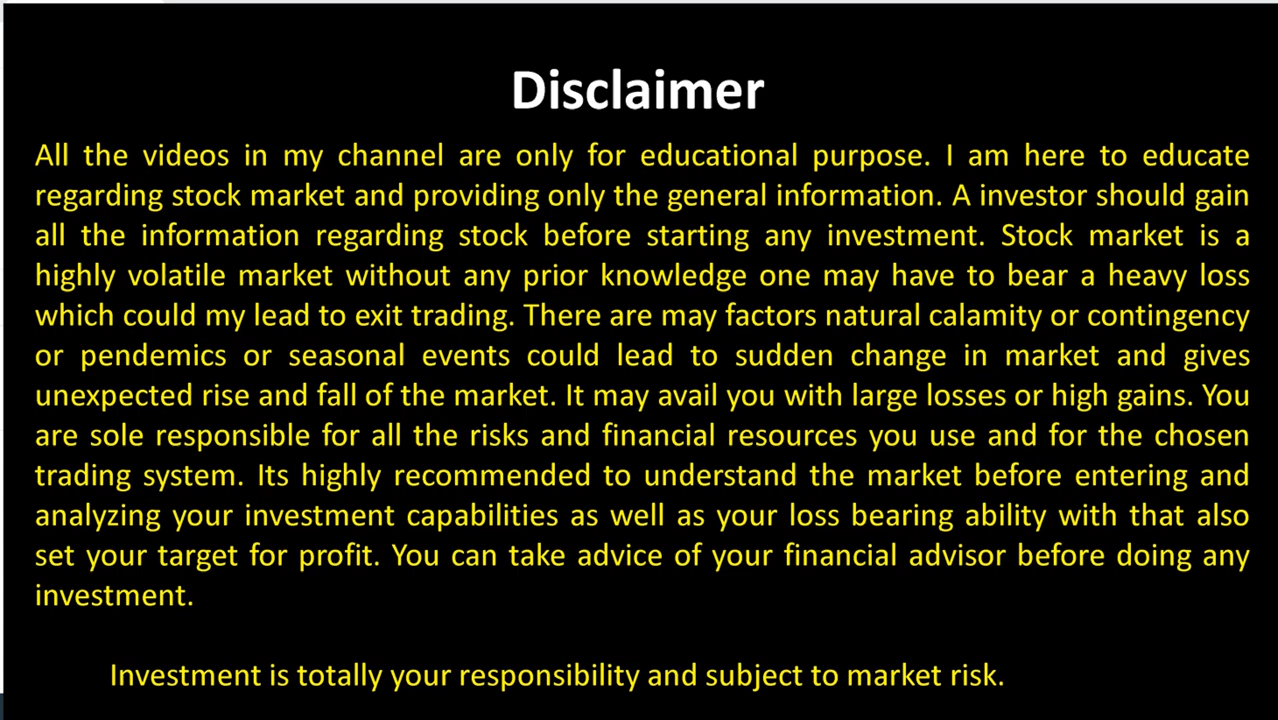 Disclaimer
All the videos in my channel are only for educational purpose. I am here to educate
regarding stock market and providing only the general information. A investor should gain
all the information regarding stock before starting any investment. Stock market is a
highly volatile market without any prior knowledge one may have to bear a heavy loss
which could my lead to exit trading. There are may factors natural calamity or contingency
or pendemics or seasonal events could lead to sudden change in market and gives
unexpected rise and fall of the market. It may avail you with large losses or high gains. You
are sole responsible for all the risks and financial resources you use and for the chosen
trading system. Its highly recommended to understand the market before entering and
analyzing your investment capabilities as well as your loss bearing ability with that also
set your target for profit. You can take advice of your financial advisor before doing any
investment.
Investment is totally your responsibility and subject to market risk.